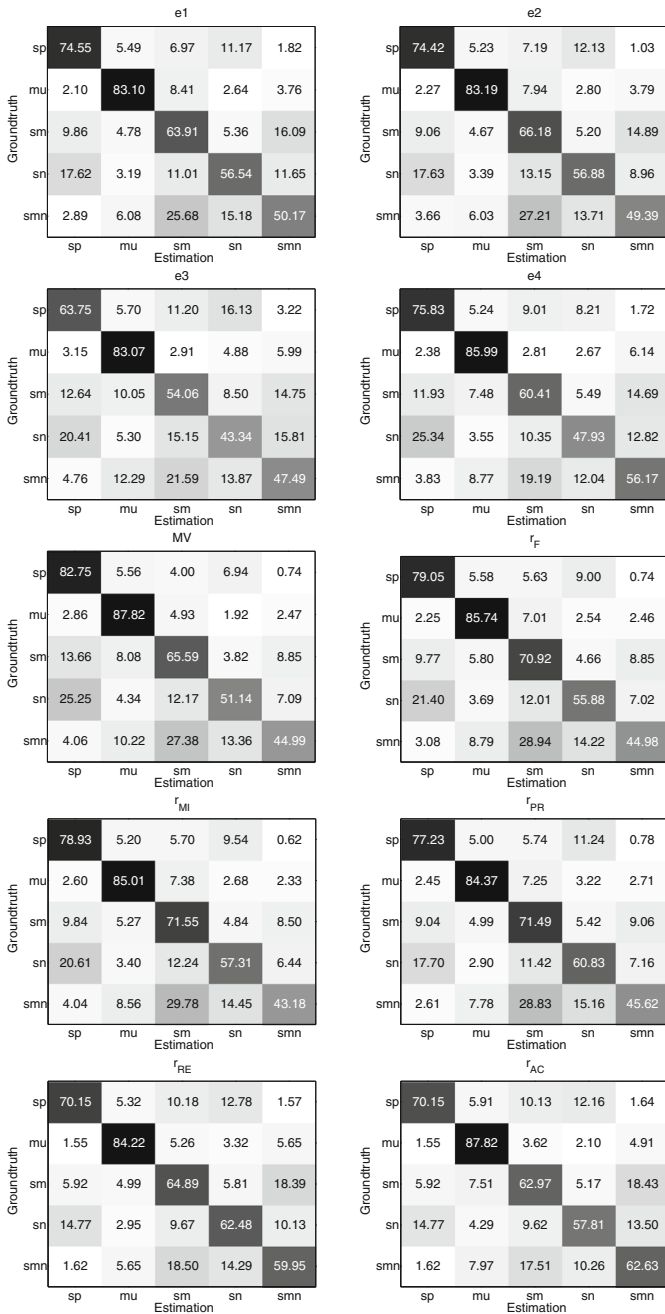 e1 e2
sp 74.55 5.49 6.97 11.17 1.82 sp 74.42 5.23 7.19 12.13 1.03
mu 2.10 83.10 8.41 2.64 3.76 mu 2.27 83.19 7.94 2.80 3.79
Groundtruth sm 9.86 4.78 63.91 5.36 16.09 Groundtruth sm 9.06 4.67 66.18 5.20 14.89
sn 17.62 3.19 11.01 56.54 11.65 sn 17.63 3.39 13.15 56.88 8.96
smn 2.89 6.08 25.68 15.18 50.17 smn 3.66 6.03 27.21 13.71 49.39
sp mu sm sn smn sp mu sm sn smn
Estimation Estimation
e3 e4
sp 63.75 5.70 11.20 16.13 3.22 sp 75.83 5.24 9.01 8.21 1.72
mu 3.15 83.07 2.91 4.88 5.99 mu 2.38 85.99 2.81 2.67 6.14
Groundtruth sm 12.64 10.05 54.06 8.50 14.75 Groundtruth sm 11.93 7.48 60.41 5.49 14.69
sn 20.41 5.30 15.15 43.34 15.81 sn 25.34 3.55 10.35 47.93 12.82
smn 4.76 12.29 21.59 13.87 47.49 smn 3.83 8.77 19.19 12.04 56.17
sp mu sm sn smn sp mu sm sn smn
Estimation Estimation
MV r_F
sp 82.75 5.56 4.00 6.94 0.74 sp 79.05 5.58 5.63 9.00 0.74
mu 2.86 87.82 4.93 1.92 2.47 mu 2.25 85.74 7.01 2.54 2.46
Groundtruth sm 13.66 8.08 65.59 3.82 8.85 Groundtruth sm 9.77 5.80 70.92 4.66 8.85
sn 25.25 4.34 12.17 51.14 7.09 sn 21.40 3.69 12.01 55.88 7.02
smn 4.06 10.22 27.38 13.36 44.99 smn 3.08 8.79 28.94 14.22 44.98
sp mu sm sn smn sp mu sm sn smn
Estimation Estimation
r_MI r_PR
sp 78.93 5.20 5.70 9.54 0.62 sp 77.23 5.00 5.74 11.24 0.78
mu 2.60 85.01 7.38 2.68 2.33 mu 2.45 84.37 7.25 3.22 2.71
Groundtruth sm 9.84 5.27 71.55 4.84 8.50 Groundtruth sm 9.04 4.99 71.49 5.42 9.06
sn 20.61 3.40 12.24 57.31 6.44 sn 17.70 2.90 11.42 60.83 7.16
smn 4.04 8.56 29.78 14.45 43.18 smn 2.61 7.78 28.83 15.16 45.62
sp mu sm sn smn sp mu sm sn smn
Estimation Estimation
r_RE r_AC
sp 70.15 5.32 10.18 12.78 1.57 sp 70.15 5.91 10.13 12.16 1.64
mu 1.55 84.22 5.26 3.32 5.65 mu 1.55 87.82 3.62 2.10 4.91
Groundtruth sm 5.92 4.99 64.89 5.81 18.39 Groundtruth sm 5.92 7.51 62.97 5.17 18.43
sn 14.77 2.95 9.67 62.48 10.13 sn 14.77 4.29 9.62 57.81 13.50
smn 1.62 5.65 18.50 14.29 59.95 smn 1.62 7.97 17.51 10.26 62.63
sp mu sm sn smn sp mu sm sn smn
Estimation Estimation